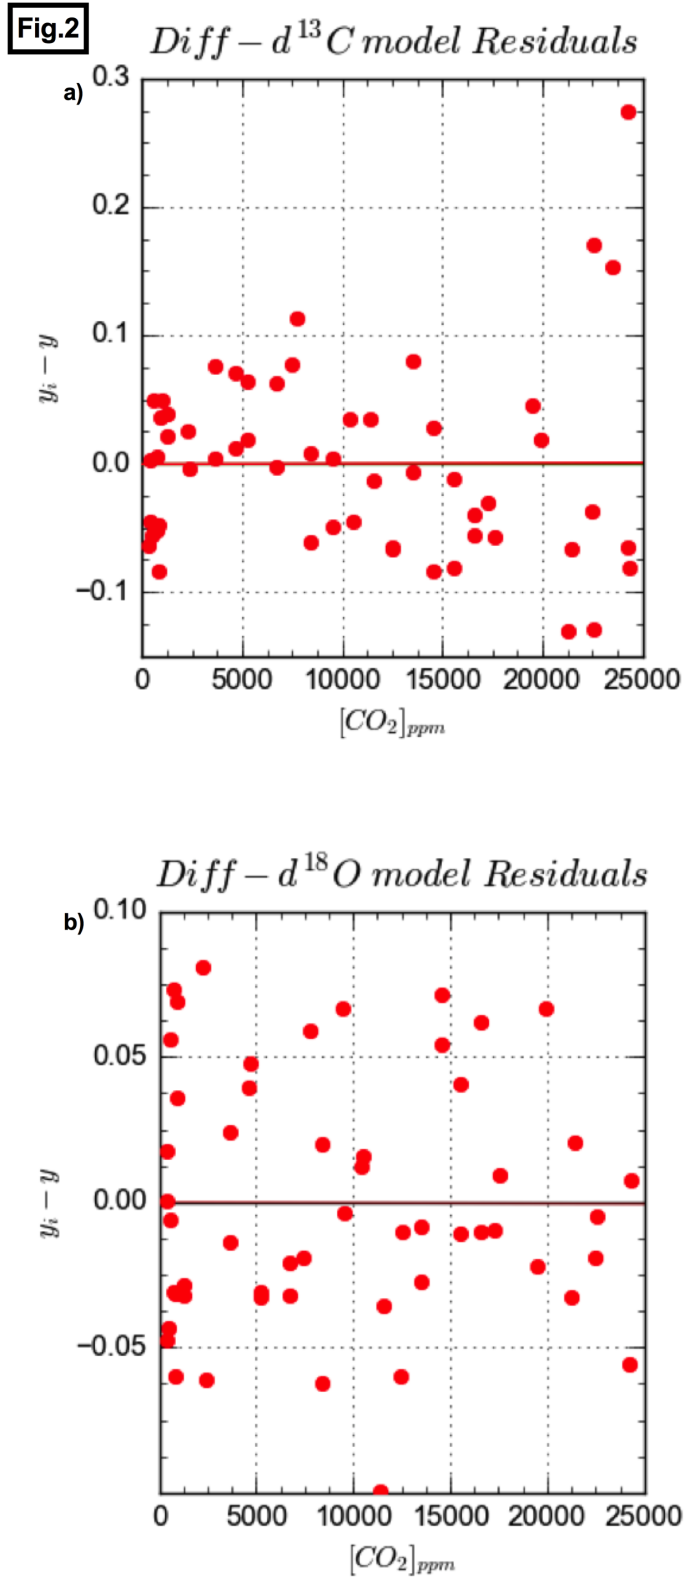 Fig.2
Diff − d¹³C model Residuals
a)
0.3
0.2
0.1
0.0
−0.1
yᵢ − y
0 5000 10000 15000 20000 25000
[CO₂]ₚₚₘ
Diff − d¹⁸O model Residuals
b)
0.10
0.05
0.00
−0.05
yᵢ − y
0 5000 10000 15000 20000 25000
[CO₂]ₚₚₘ